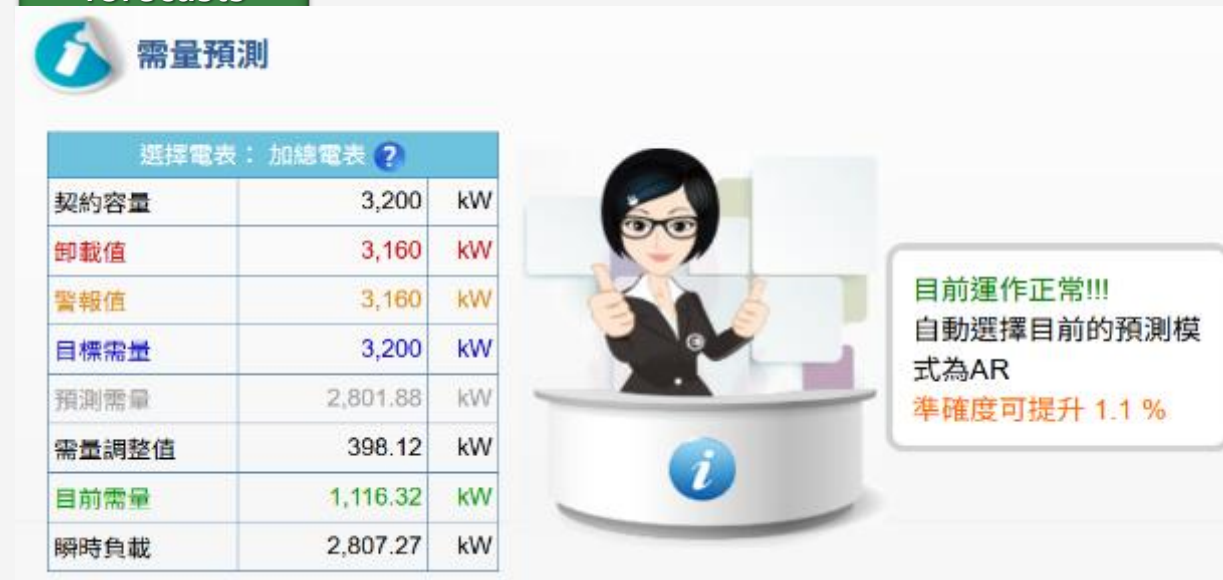 需量預測
選擇電表： 加總電表 ?
契約容量 3,200 kW
卸載值 3,160 kW
警報值 3,160 kW
目標需量 3,200 kW
預測需量 2,801.88 kW
需量調整值 398.12 kW
目前需量 1,116.32 kW
瞬時負載 2,807.27 kW
目前運作正常!!!
自動選擇目前的預測模
式為AR
準確度可提升 1.1 %
i